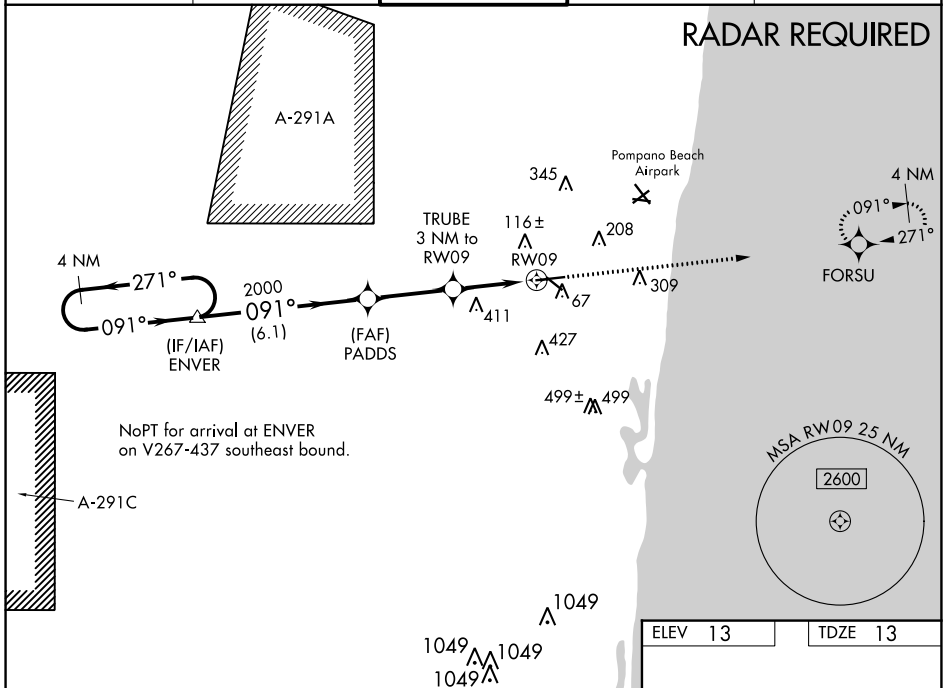 RADAR REQUIRED
A-291A
Pompano Beach
Airpark
345
4 NM
091°
271°
FORSU
TRUBE
3 NM to
RW09
116±
208
RW09
4 NM
271°
2000
091°
(6.1)
091°
67
309
411
(IF/IAF)
ENVER
(FAF)
PADDS
427
499±
499
NoPT for arrival at ENVER
on V267-437 southeast bound.
A-291C
MSA RW09 25 NM
2600
1049
1049
1049
1049
ELEV 13
TDZE 13